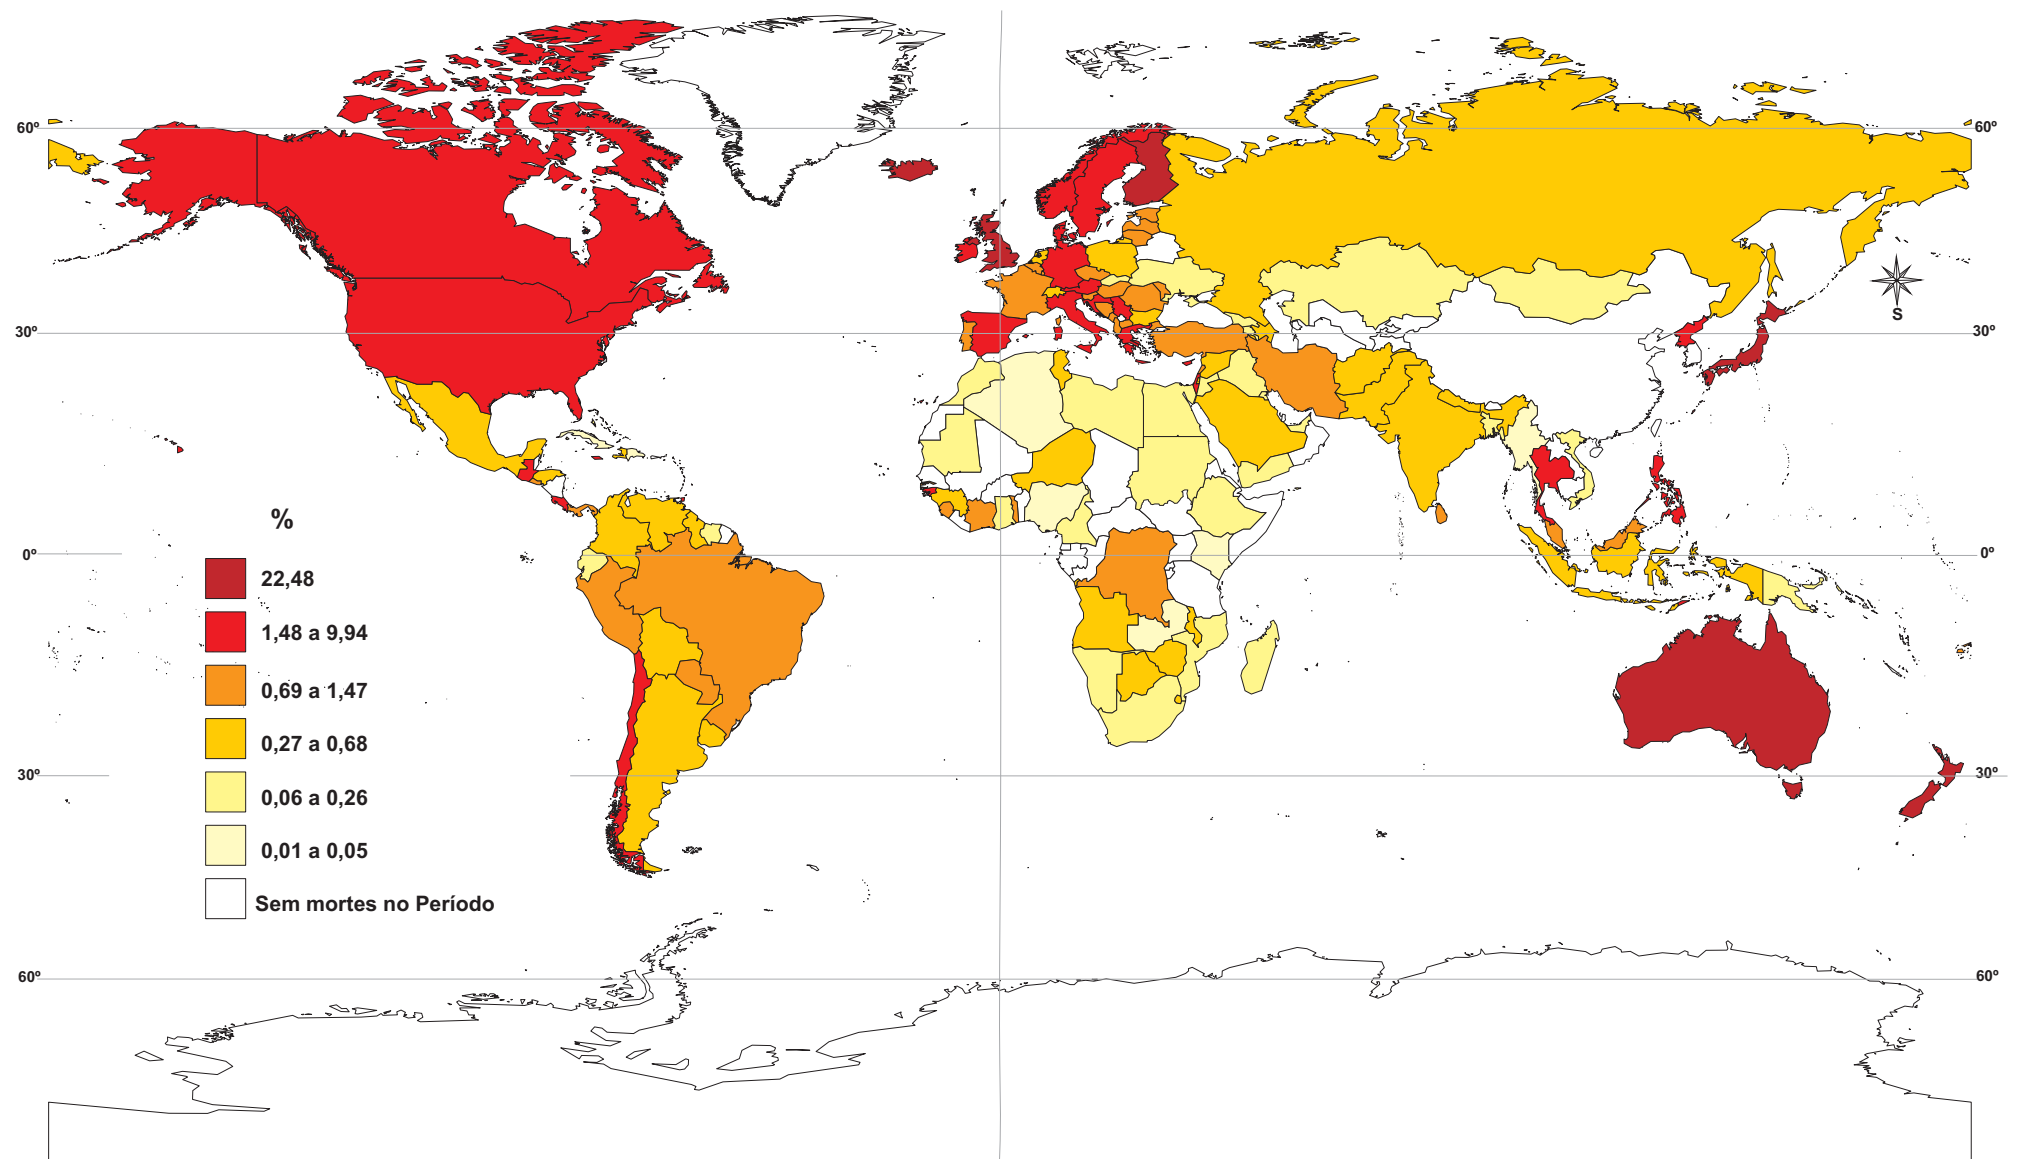 60º
60º
S
30º
30º
%
0º
0º
22,48
1,48 a 9,94
0,69 a 1,47
0,27 a 0,68
30º
30º
0,06 a 0,26
0,01 a 0,05
Sem mortes no Período
60º
60º